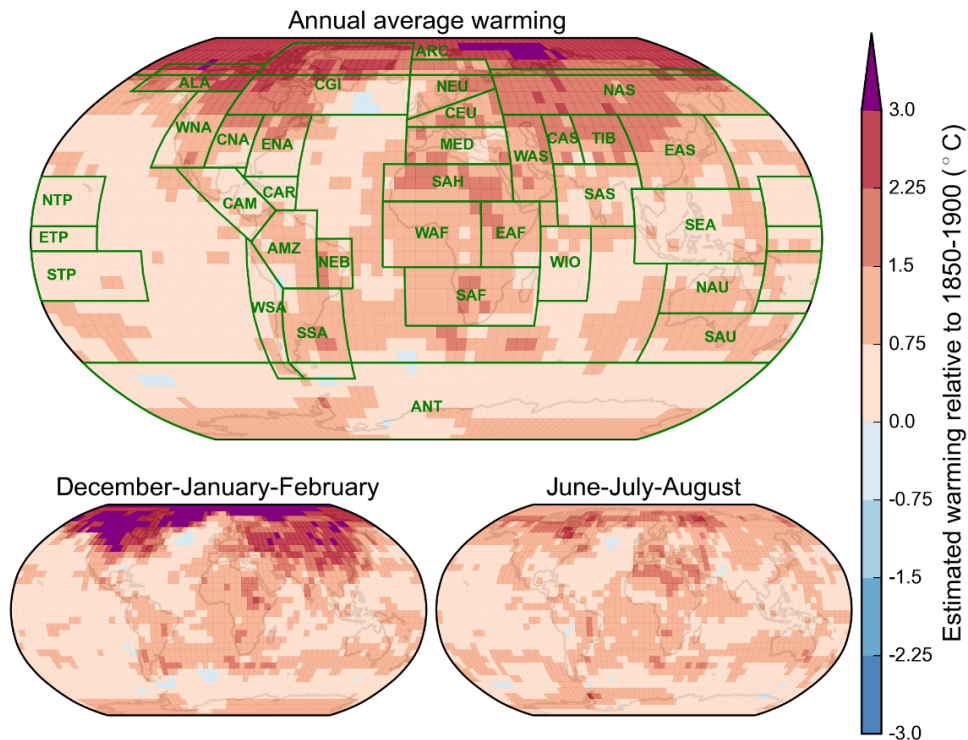 Annual average warming
ARC
ALA
CGI
NEU
NAS
CEU
WNA
CNA
ENA
MED
WAS
CAS
TIB
EAS
SAH
CAR
NTP
CAM
SAS
SEA
ETP
WAF
EAF
AMZ
NEB
WIO
STP
NAU
SAF
WSA
SSA
SAU
ANT
3.0
2.25
1.5
0.75
0.0
-0.75
-1.5
-2.25
-3.0
Estimated warming relative to 1850-1900 (°C)
December-January-February
June-July-August